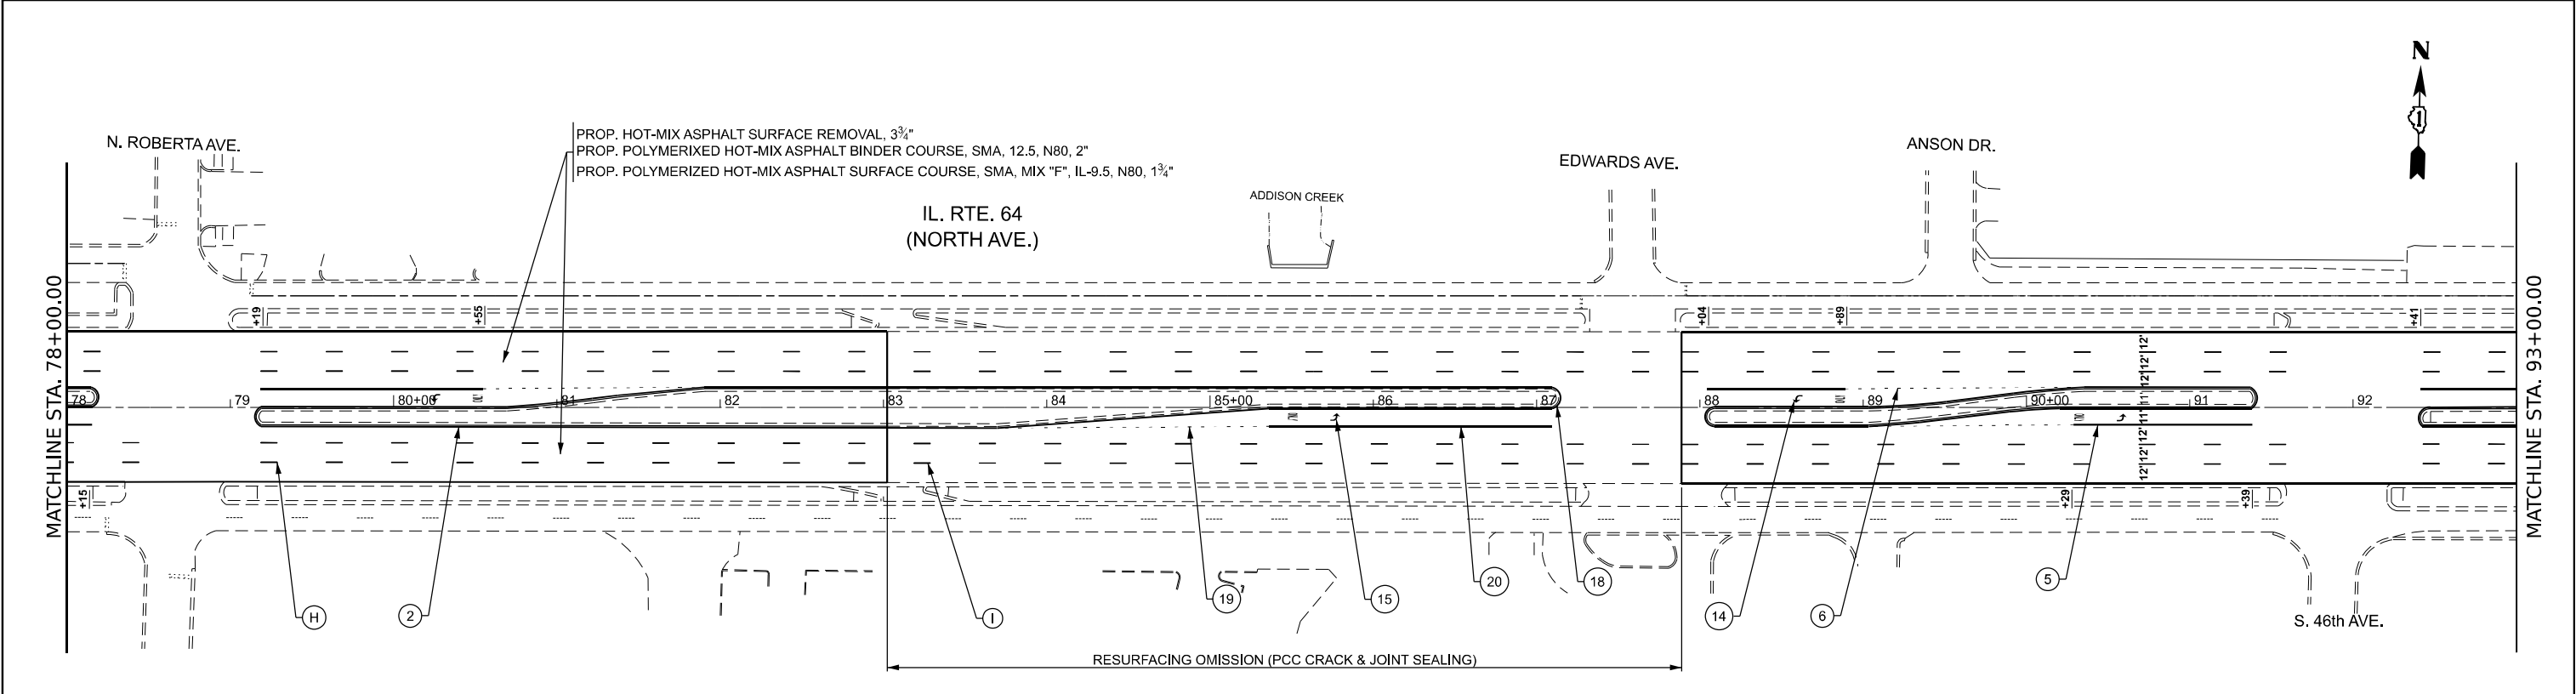 N
N. ROBERTA AVE.
PROP. HOT-MIX ASPHALT SURFACE REMOVAL, 3¾"
PROP. POLYMERIXED HOT-MIX ASPHALT BINDER COURSE, SMA, 12.5, N80, 2"
PROP. POLYMERIZED HOT-MIX ASPHALT SURFACE COURSE, SMA, MIX "F", IL-9.5, N80, 1¾"
IL. RTE. 64
(NORTH AVE.)
ADDISON CREEK
EDWARDS AVE.
ANSON DR.
MATCHLINE STA. 78+00.00
MATCHLINE STA. 93+00.00
+19
+55
+04
+89
+41
78
79
80+00
81
82
83
84
85+00
86
87
88
89
90+00
91
92
12' 12' 11' 11' 12' 12'
12' 12'
+15
+29
+39
H
2
I
19
15
20
18
14
6
5
S. 46th AVE.
RESURFACING OMISSION (PCC CRACK & JOINT SEALING)